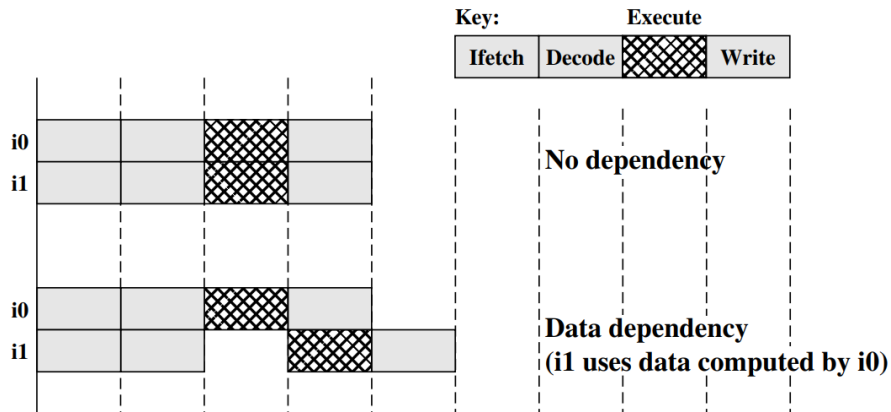 Key: Execute
Ifetch Decode Write
i0
No dependency
i1
i0
Data dependency
i1
(i1 uses data computed by i0)